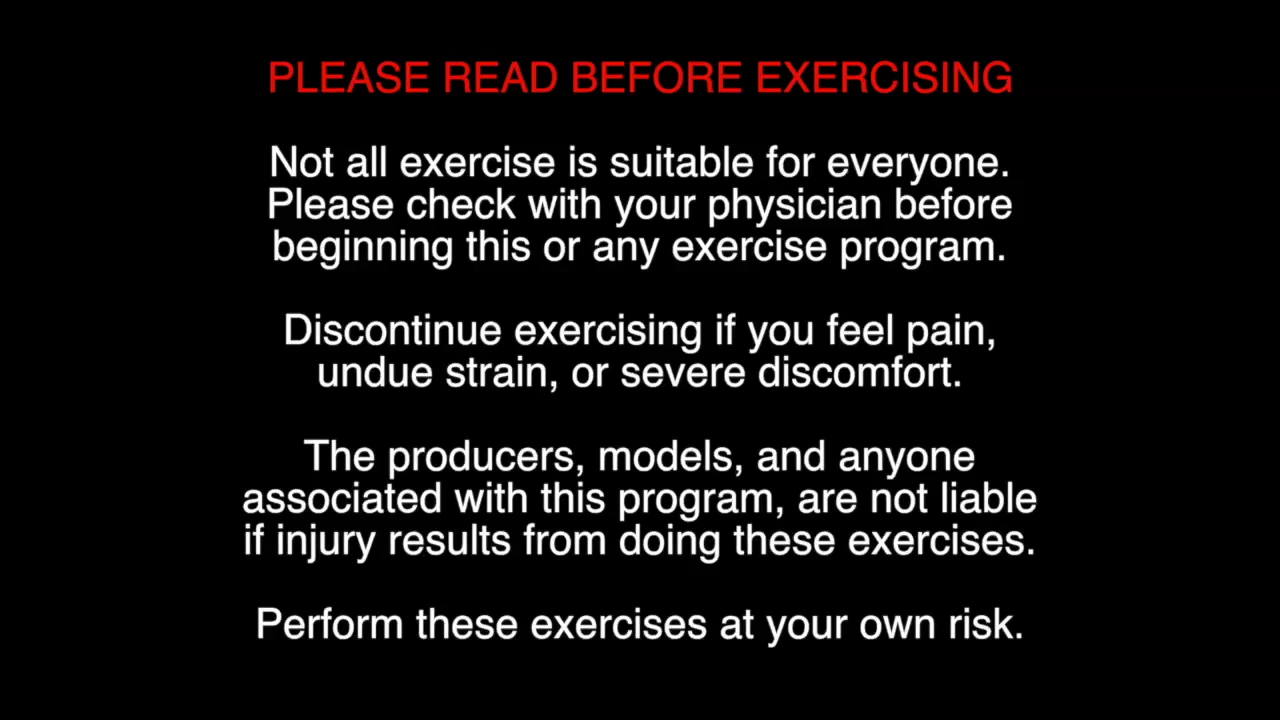 PLEASE READ BEFORE EXERCISING
Not all exercise is suitable for everyone.
Please check with your physician before
beginning this or any exercise program.
Discontinue exercising if you feel pain,
undue strain, or severe discomfort.
The producers, models, and anyone
associated with this program, are not liable
if injury results from doing these exercises.
Perform these exercises at your own risk.